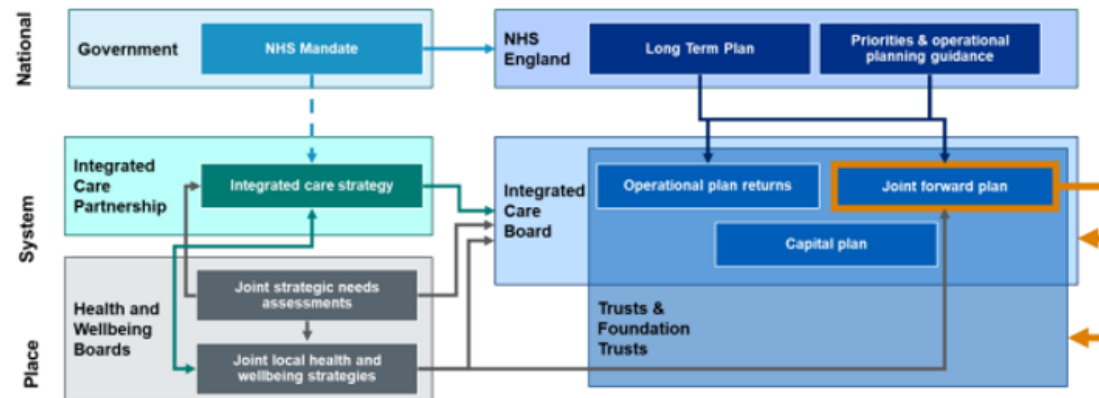 National
Government
NHS Mandate
NHS
England
Long Term Plan
Priorities & operational
planning guidance
System
Integrated
Care
Partnership
Integrated care strategy
Integrated
Care
Board
Operational plan returns
Joint forward plan
Capital plan
Place
Health and
Wellbeing
Boards
Joint strategic needs
assessments
Joint local health and
wellbeing strategies
Trusts &
Foundation
Trusts